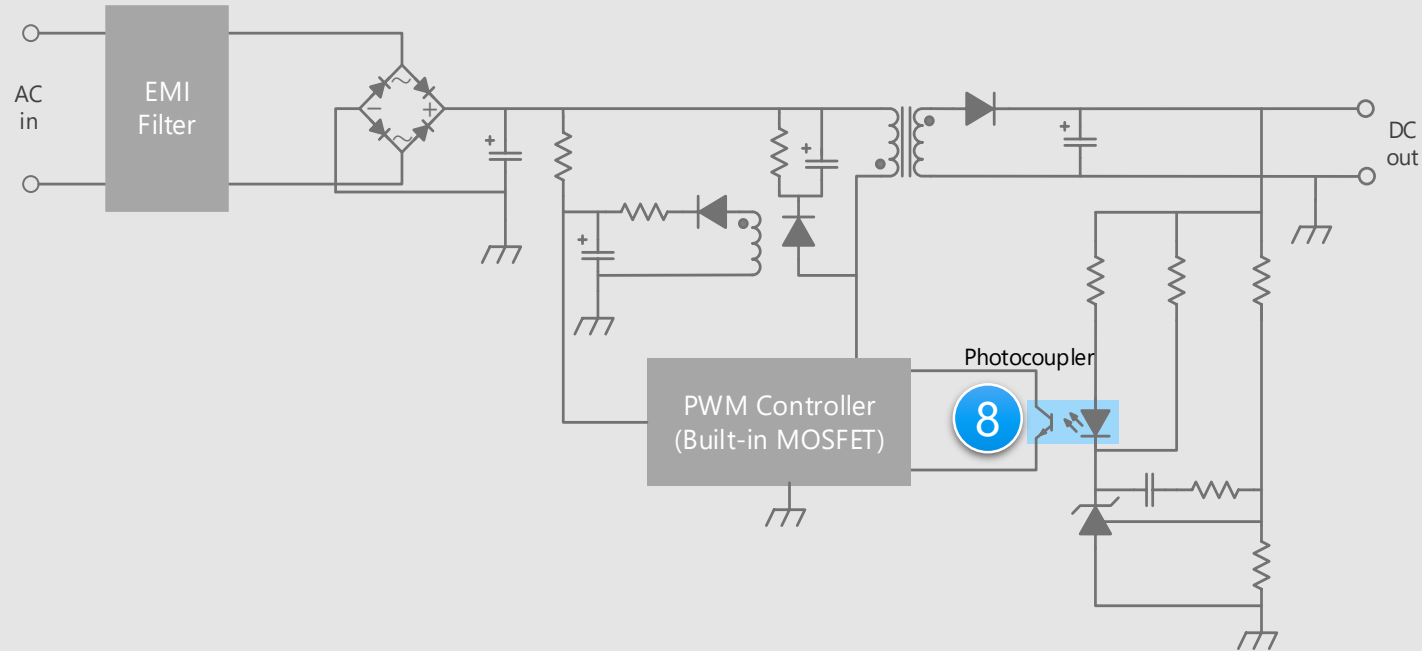 AC
in
EMI
Filter
DC
out
Photocoupler
PWM Controller
(Built-in MOSFET)
8